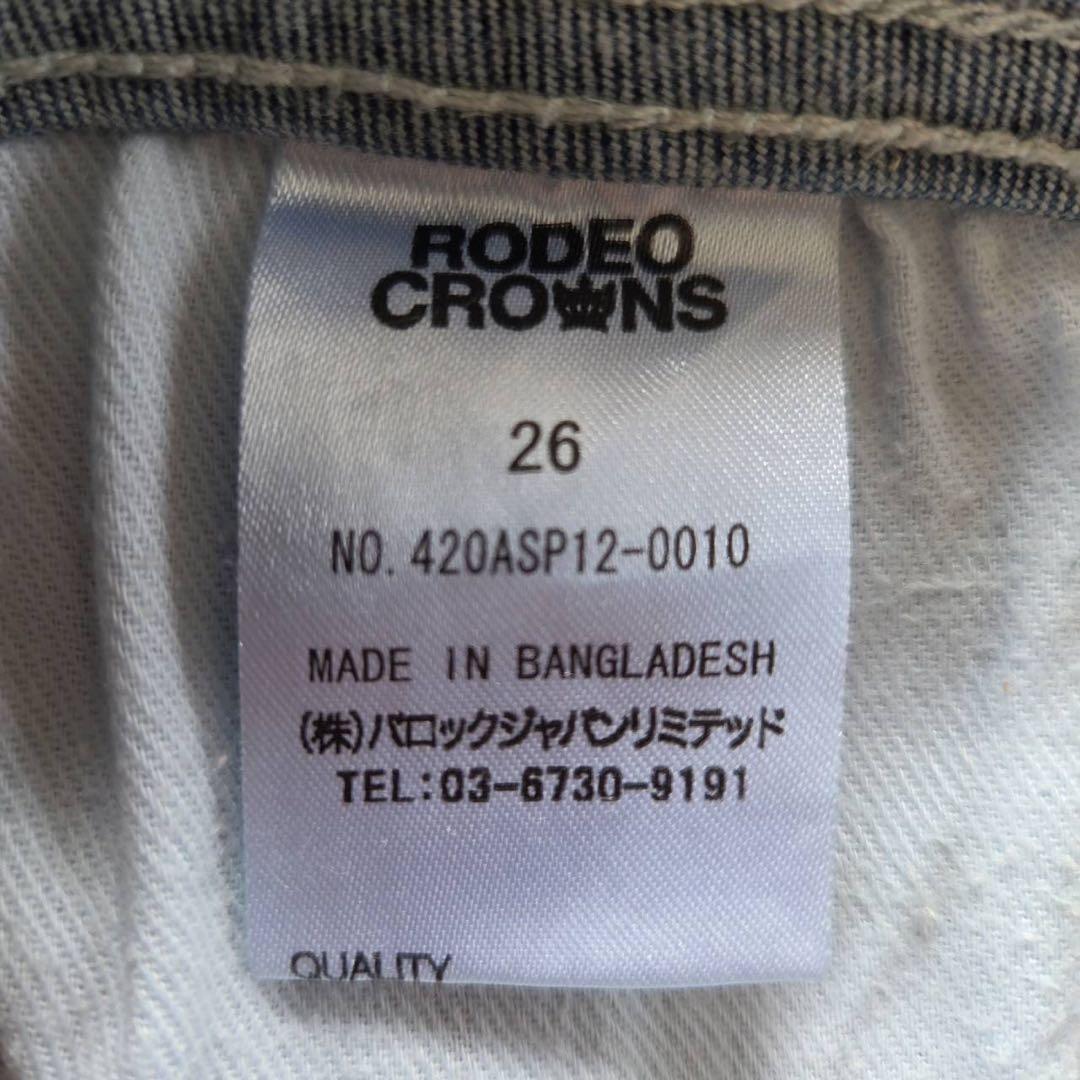 RODEO
CROWNS
26
NO. 420ASP12-0010
MADE IN BANGLADESH
(株)バロックジャパンリミテッド
TEL:03-6730-9191
QUALITY